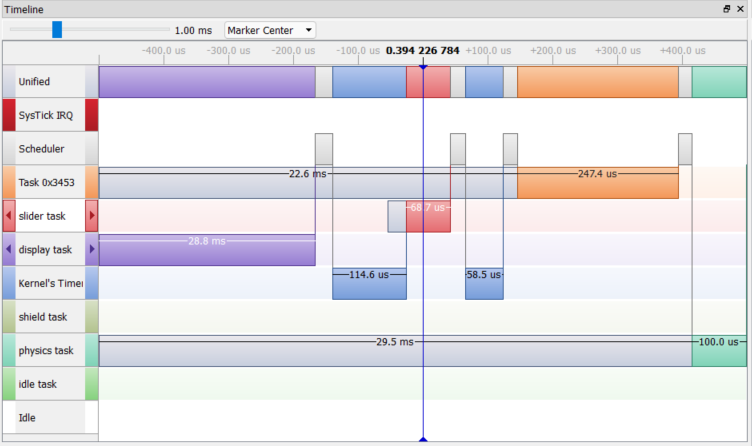 Timeline
1.00 ms Marker Center
-400.0 us -300.0 us -200.0 us -100.0 us 0.394 226 784 +100.0 us +200.0 us +300.0 us +400.0 us
Unified
SysTick IRQ
Scheduler
Task 0x3453 22.6 ms 247.4 us
slider task 68.7 us
display task 28.8 ms
Kernel's Timer 114.6 us 58.5 us
shield task
physics task 29.5 ms 100.0 us
idle task
Idle